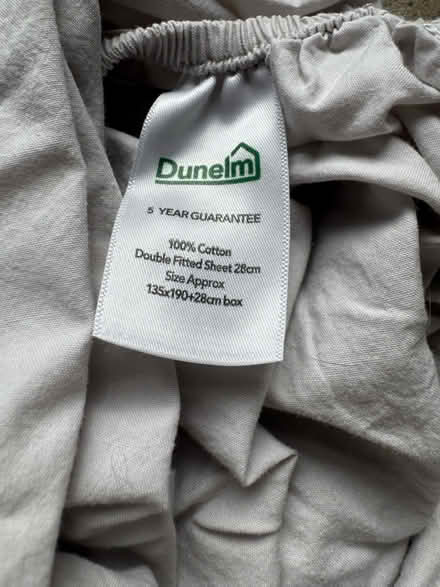 Dunelm
5 YEAR GUARANTEE
100% Cotton
Double Fitted Sheet 28cm
Size Approx
135x190+28cm box